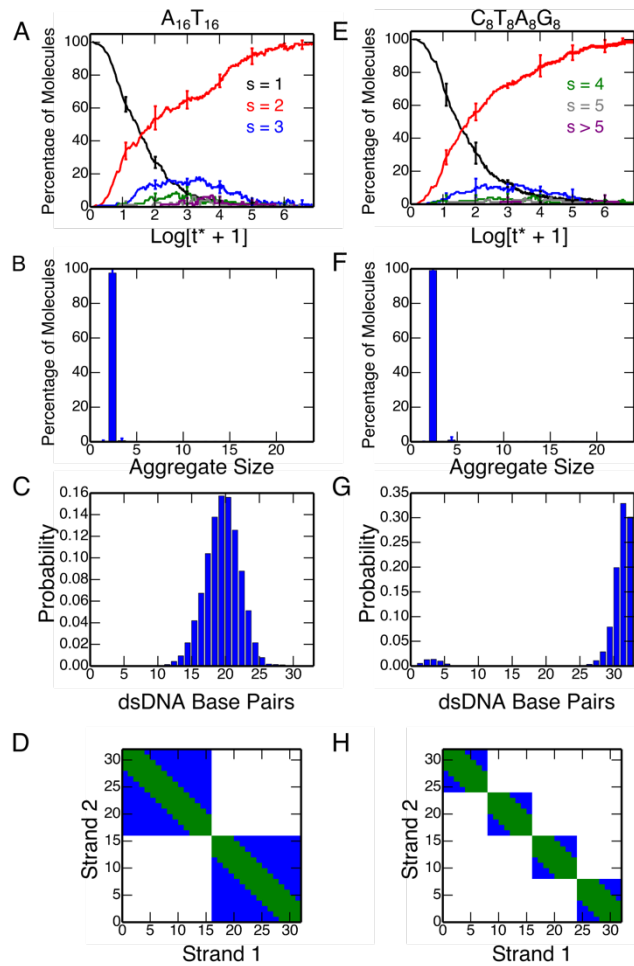 A
A₁₆T₁₆
Percentage of Molecules
100
80
60
40
20
0
s = 1
s = 2
s = 3
0 1 2 3 4 5 6
Log[t* + 1]
E
C₈T₈A₈G₈
Percentage of Molecules
100
80
60
40
20
0
s = 4
s = 5
s > 5
0 1 2 3 4 5 6
Log[t* + 1]
B
Percentage of Molecules
100
80
60
40
20
0
0 5 10 15 20
Aggregate Size
F
Percentage of Molecules
100
80
60
40
20
0
0 5 10 15 20
Aggregate Size
C
Probability
0.16
0.14
0.12
0.10
0.08
0.06
0.04
0.02
0.00
0 5 10 15 20 25 30
dsDNA Base Pairs
G
Probability
0.35
0.30
0.25
0.20
0.15
0.10
0.05
0.00
0 5 10 15 20 25 30
dsDNA Base Pairs
D
Strand 2
30
25
20
15
10
5
0
0 5 10 15 20 25 30
Strand 1
H
Strand 2
30
25
20
15
10
5
0
0 5 10 15 20 25 30
Strand 1